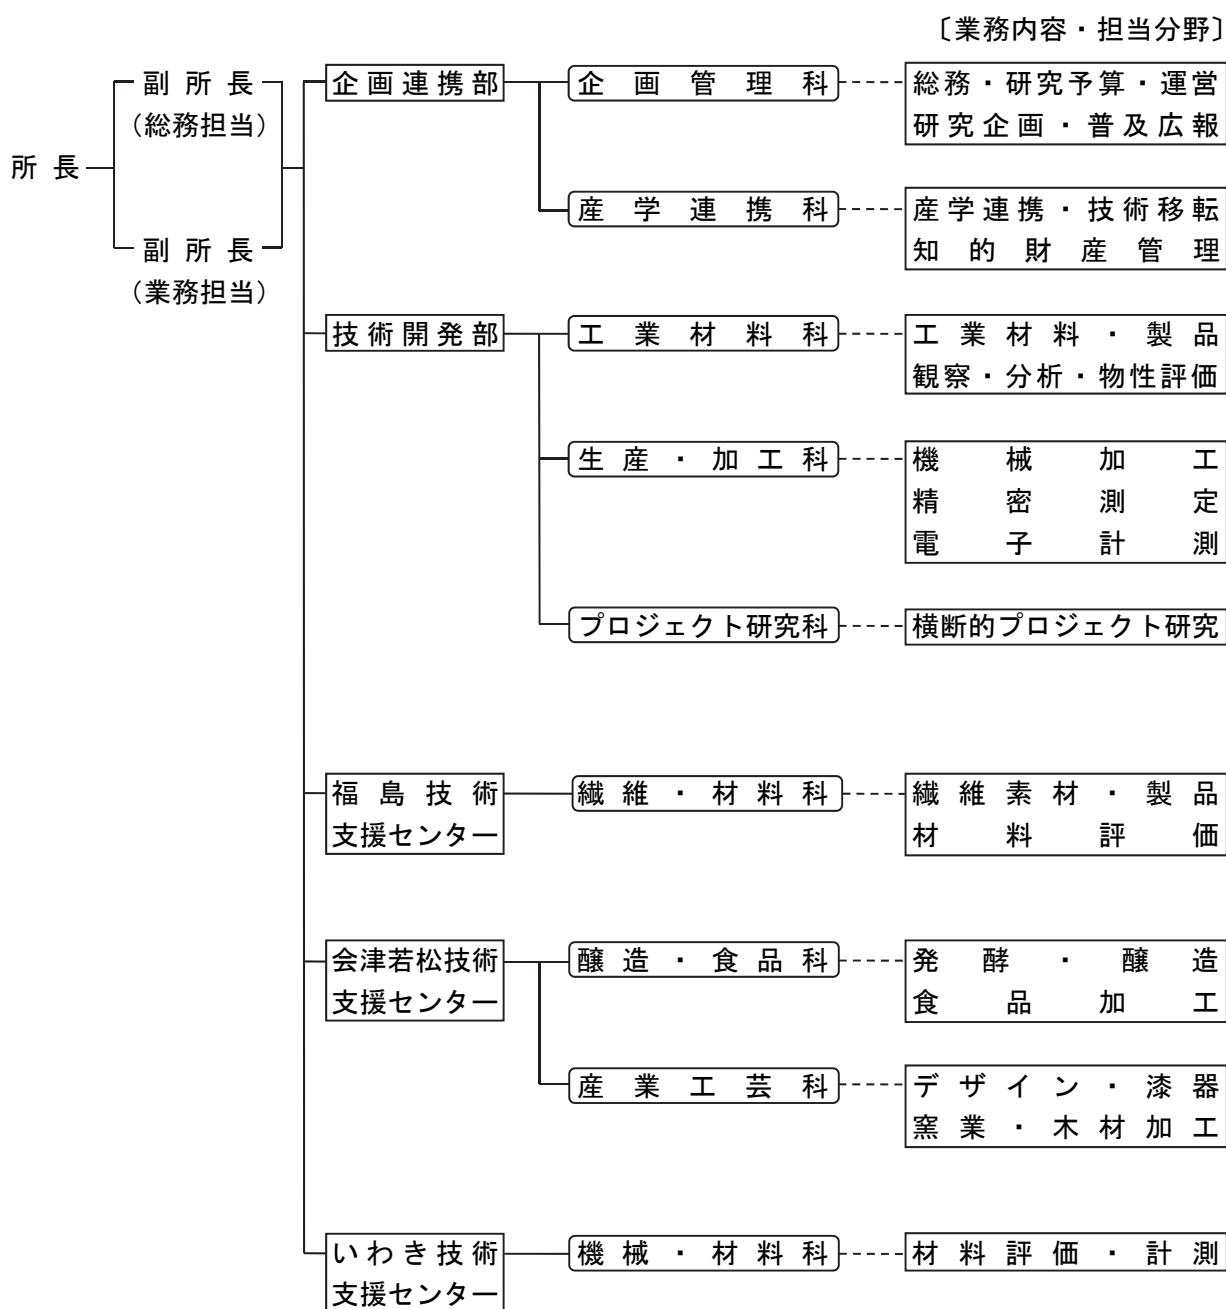 〔業務内容・担当分野〕
所長
副所長
（総務担当）
副所長
（業務担当）
企画連携部
企画管理科
総務・研究予算・運営
研究企画・普及広報
産学連携科
産学連携・技術移転
知的財産管理
技術開発部
工業材料科
工業材料・製品
観察・分析・物性評価
生産・加工科
機械加工
精密測定
電子計測
プロジェクト研究科
横断的プロジェクト研究
福島技術
支援センター
繊維・材料科
繊維素材・製品
材料評価
会津若松技術
支援センター
醸造・食品科
発酵・醸造
食品加工
産業工芸科
デザイン・漆器
窯業・木材加工
いわき技術
支援センター
機械・材料科
材料評価・計測